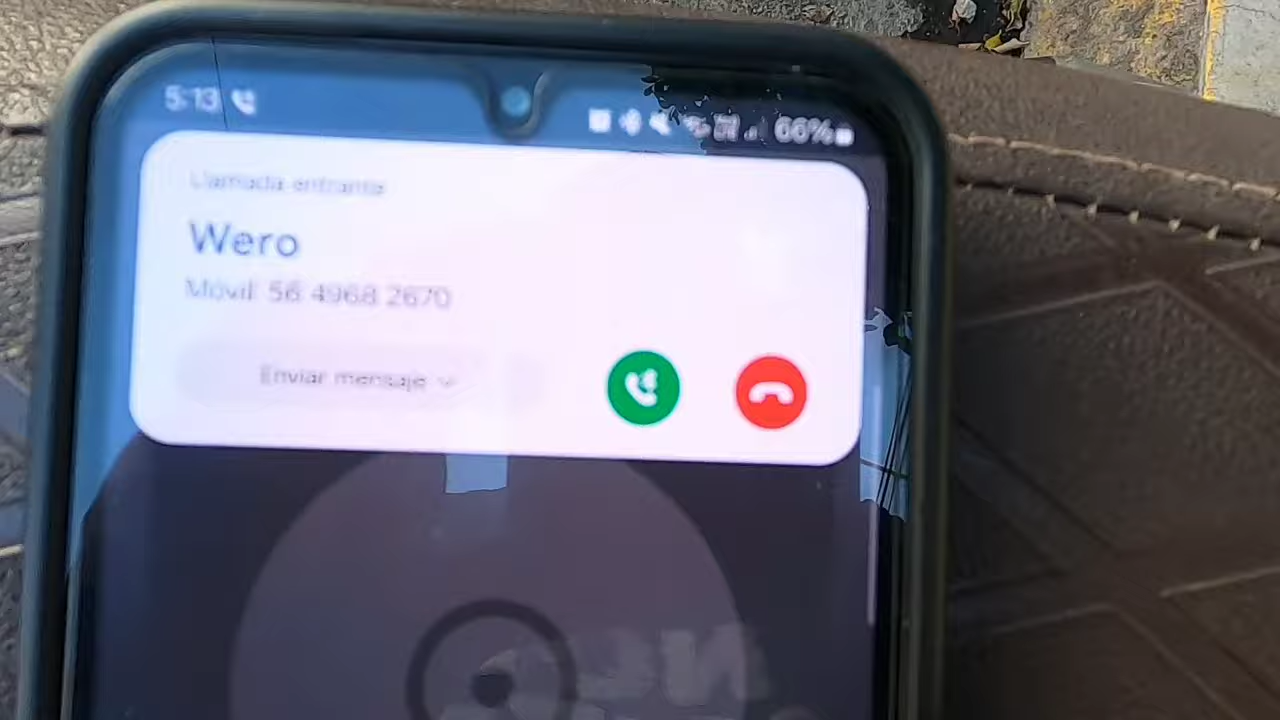 5:13
66%
Llamada entrante
Wero
Móvil 56 4968 2670
Enviar mensaje